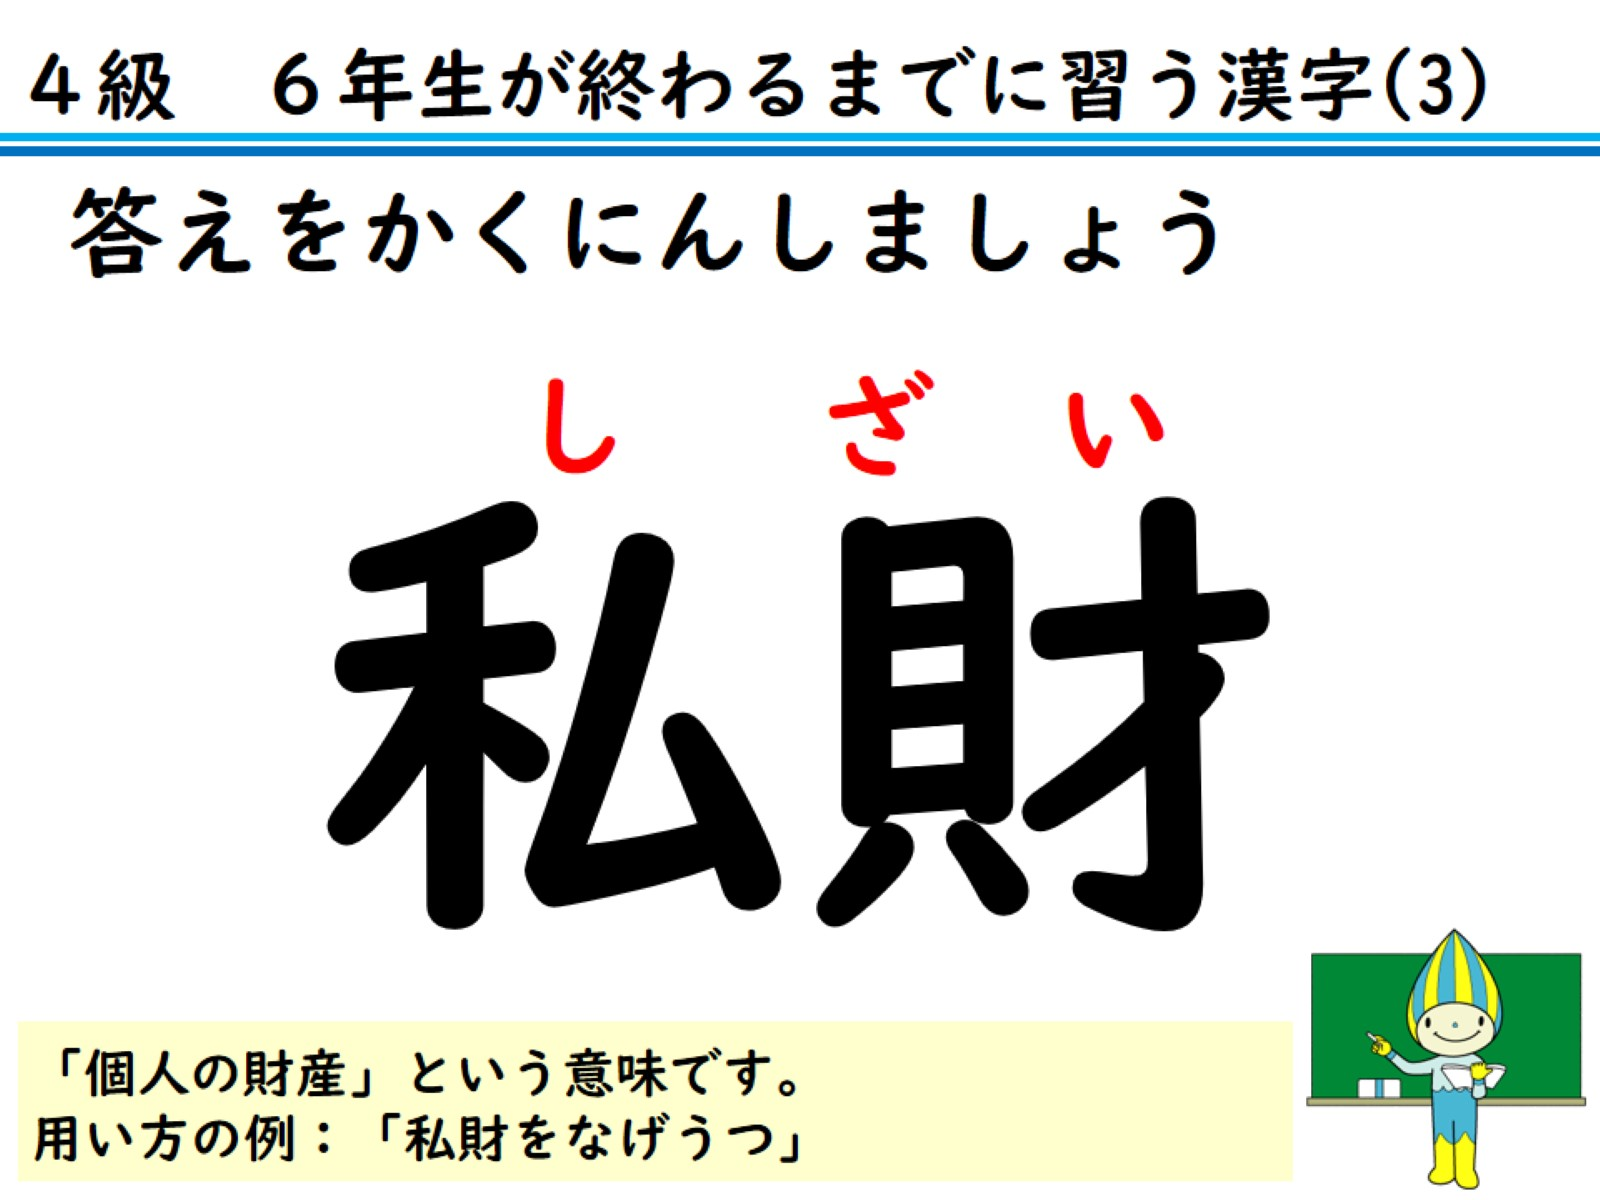 ４級　６年生が終わるまでに習う漢字(3)
答えをかくにんしましょう
しざい
私財
「個人の財産」という意味です。
用い方の例：「私財をなげうつ」